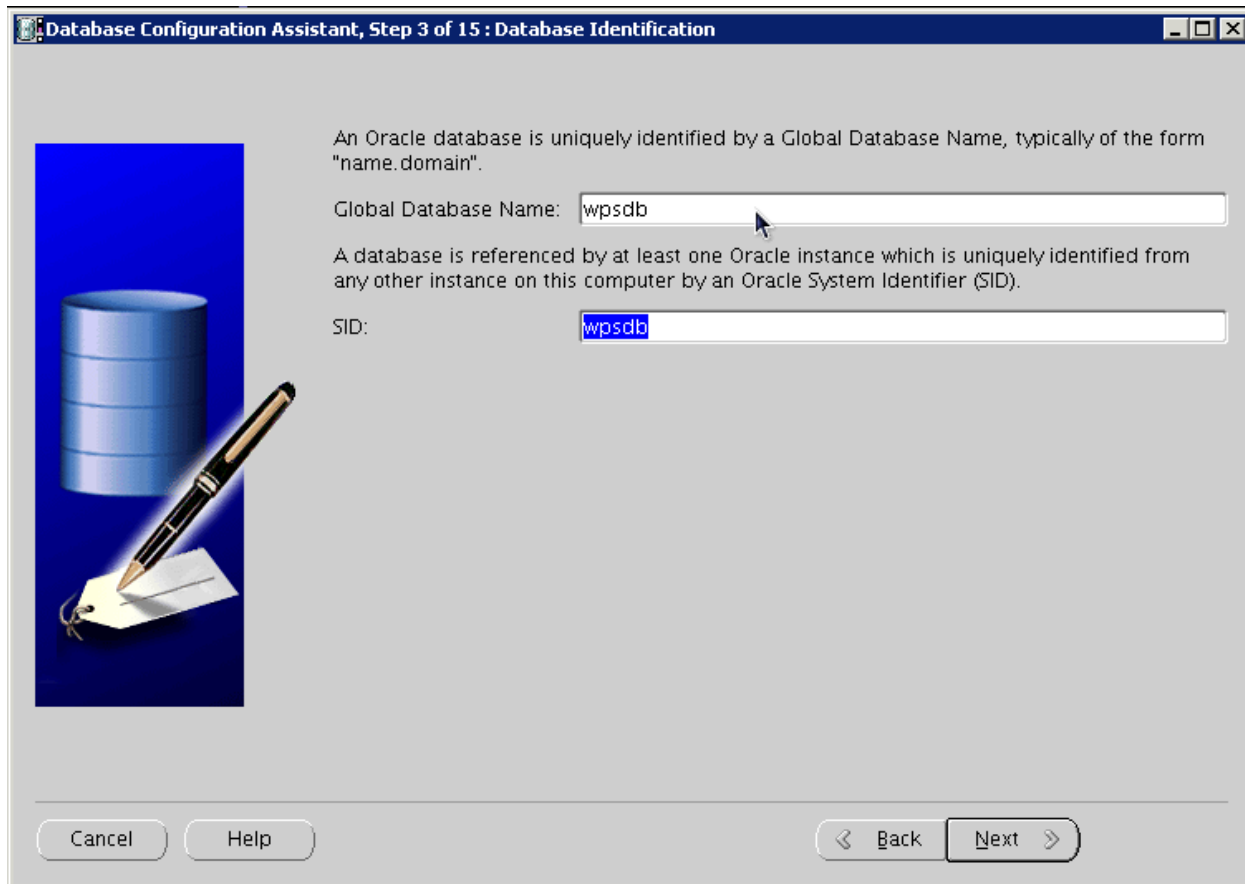 Database Configuration Assistant, Step 3 of 15 : Database Identification
An Oracle database is uniquely identified by a Global Database Name, typically of the form
"name.domain".
Global Database Name: wpsdb
A database is referenced by at least one Oracle instance which is uniquely identified from
any other instance on this computer by an Oracle System Identifier (SID).
SID: wpsdb
Cancel Help Back Next